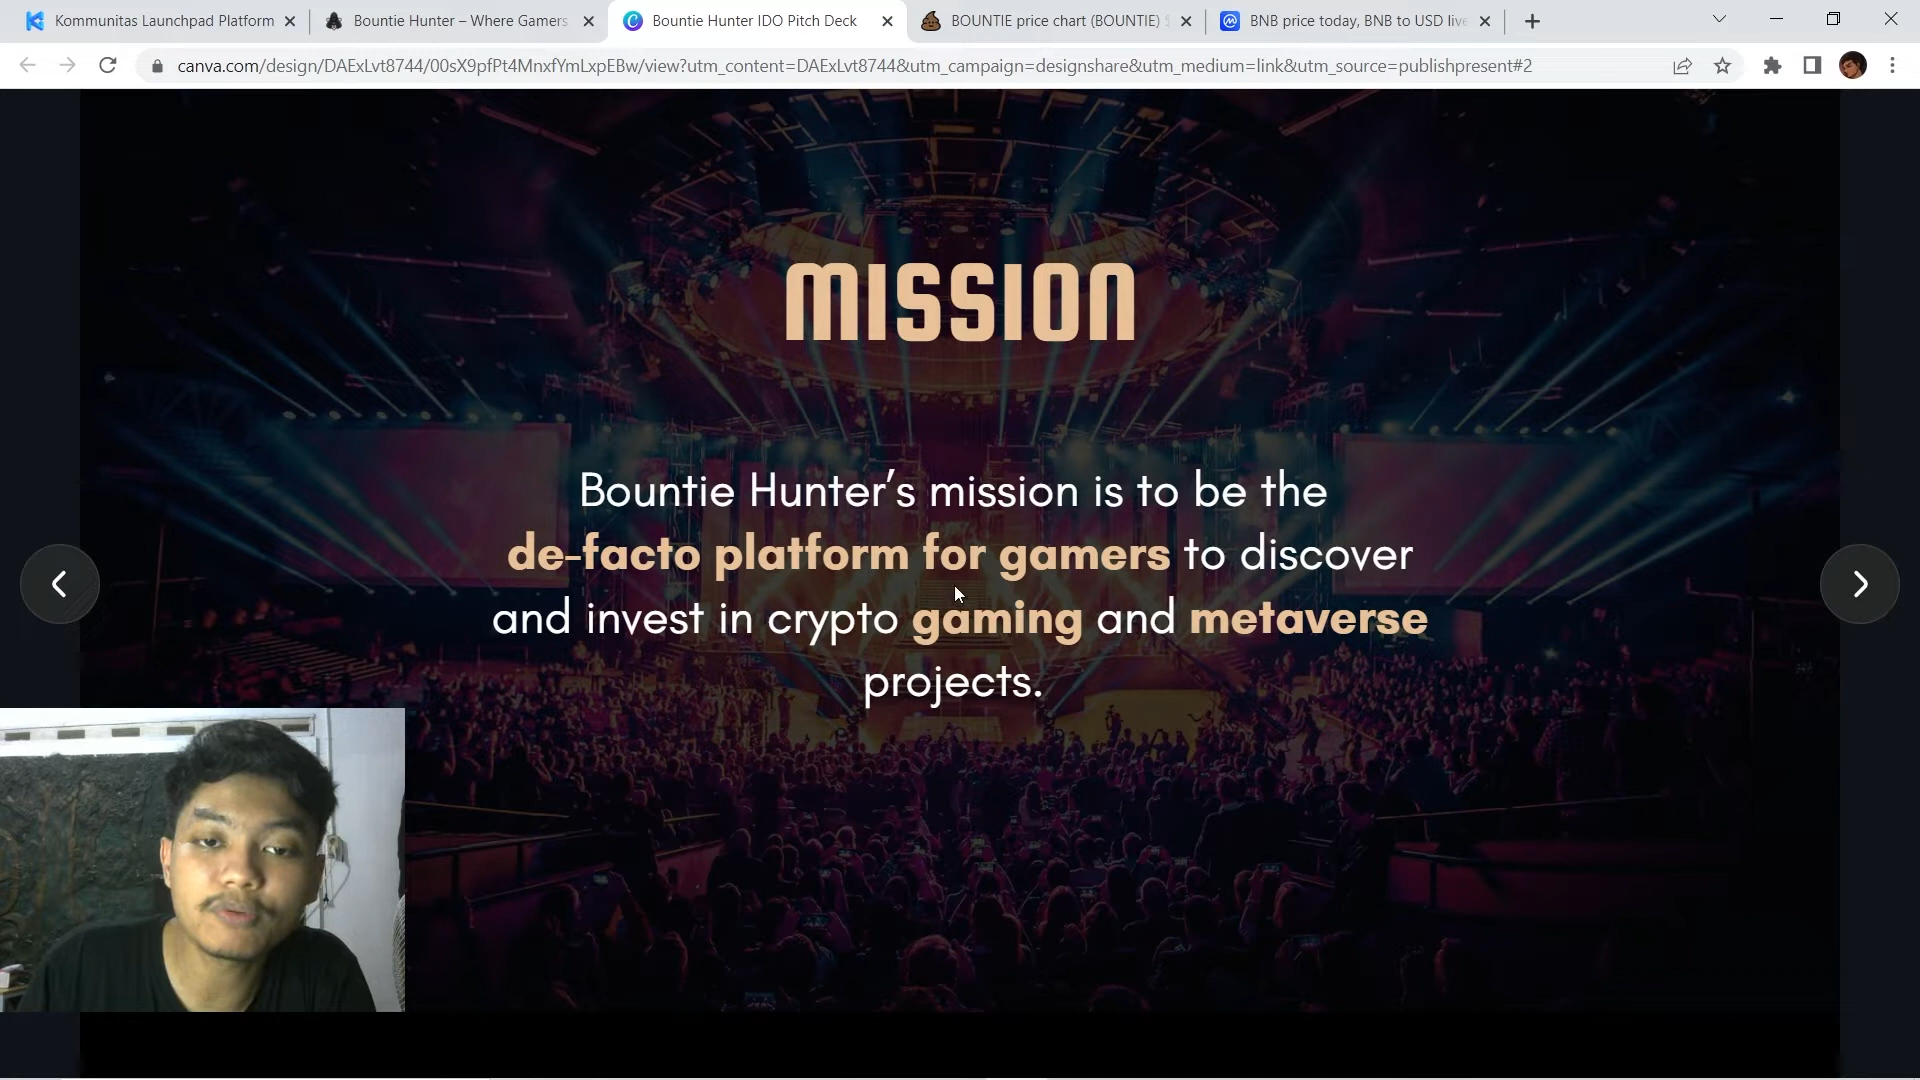 Kommunitas Launchpad Platform
Bountie Hunter – Where Gamers
Bountie Hunter IDO Pitch Deck
BOUNTIE price chart (BOUNTIE)
BNB price today, BNB to USD live
canva.com/design/DAExLvt8744/00sX9pfPt4MnxfYmLxpEBw/view?utm_content=DAExLvt8744&utm_campaign=designshare&utm_medium=link&utm_source=publishpresent#2
MISSION
Bountie Hunter's mission is to be the
de-facto platform for gamers to discover
and invest in crypto gaming and metaverse
projects.